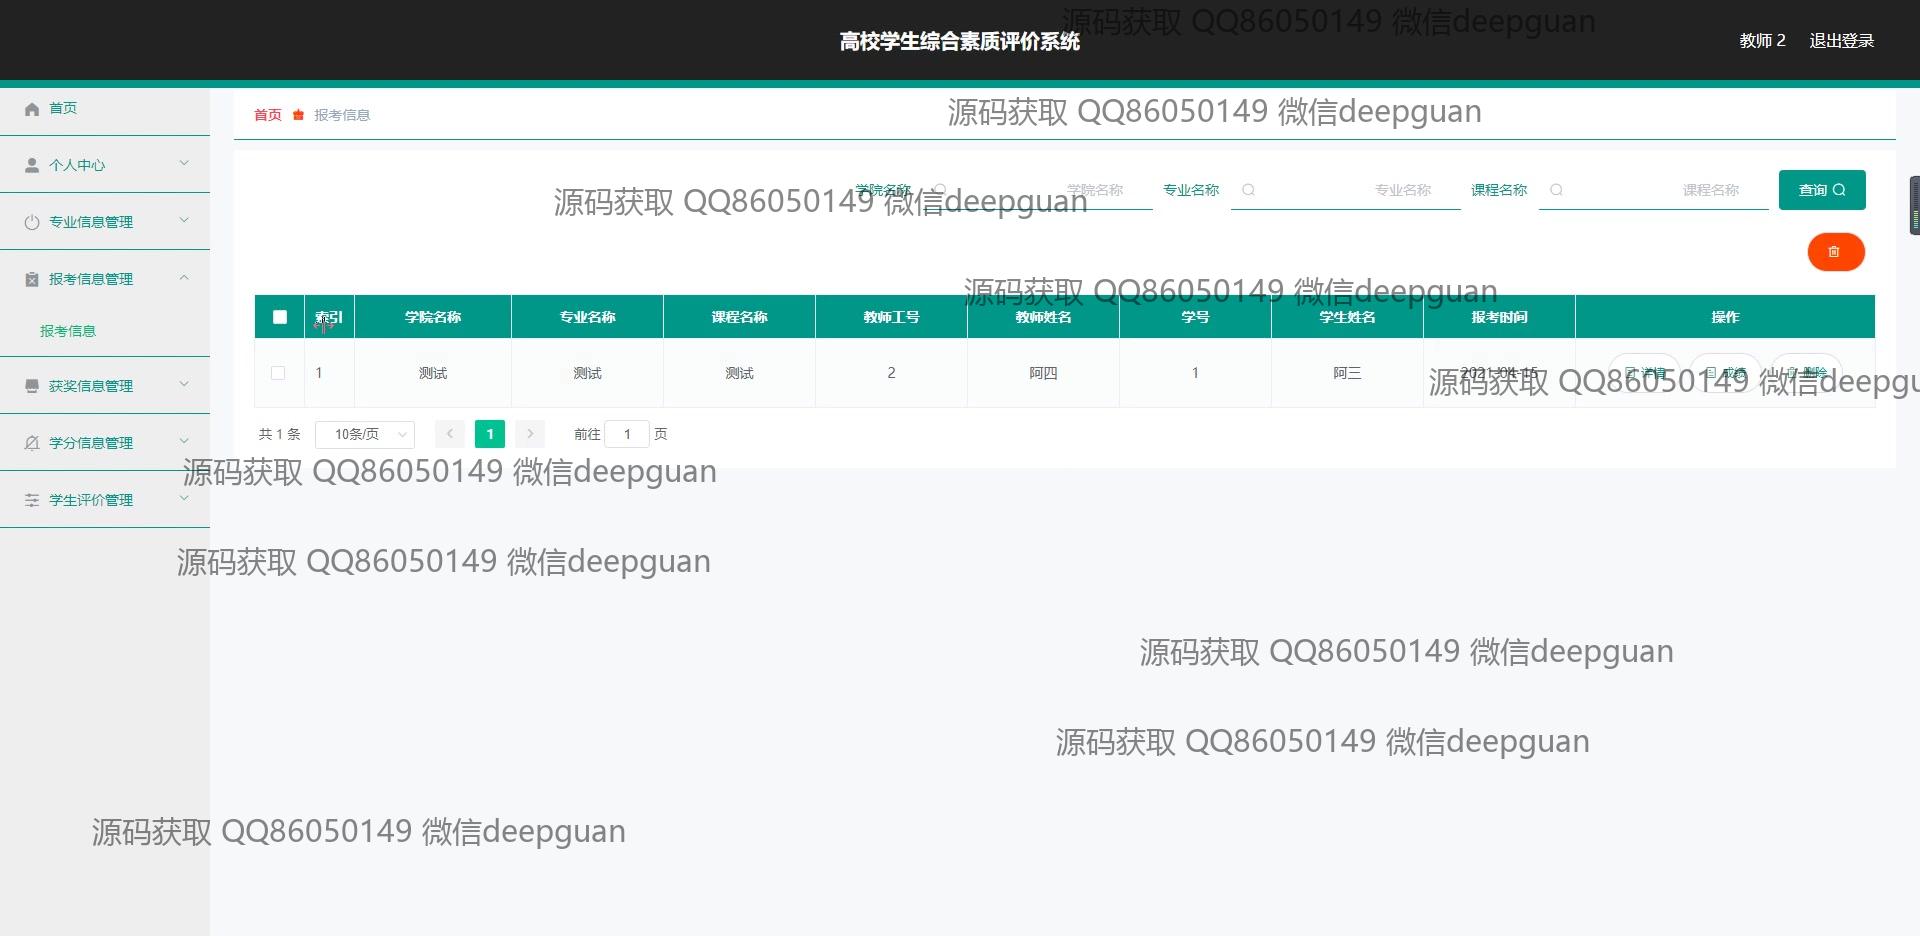 源码获取 QQ86050149 微信deepguan
高校学生综合素质评价系统
教师 2 退出登录
首页
首页 报考信息
源码获取 QQ86050149 微信deepguan
个人中心
学院名称 学院名称 专业名称 专业名称 课程名称 课程名称 查询
源码获取 QQ86050149 微信deepguan
专业信息管理
报考信息管理
源码获取 QQ86050149 微信deepguan
索引 学院名称 专业名称 课程名称 教师工号 教师姓名 学号 学生姓名 报考时间 操作
报考信息
1 测试 测试 测试 2 阿四 1 阿三 2021-04-15 详情 成绩 删除
源码获取 QQ86050149 微信deepgu
获奖信息管理
共 1 条 10条/页 1 前往 1 页
学分信息管理
源码获取 QQ86050149 微信deepguan
学生评价管理
源码获取 QQ86050149 微信deepguan
源码获取 QQ86050149 微信deepguan
源码获取 QQ86050149 微信deepguan
源码获取 QQ86050149 微信deepguan